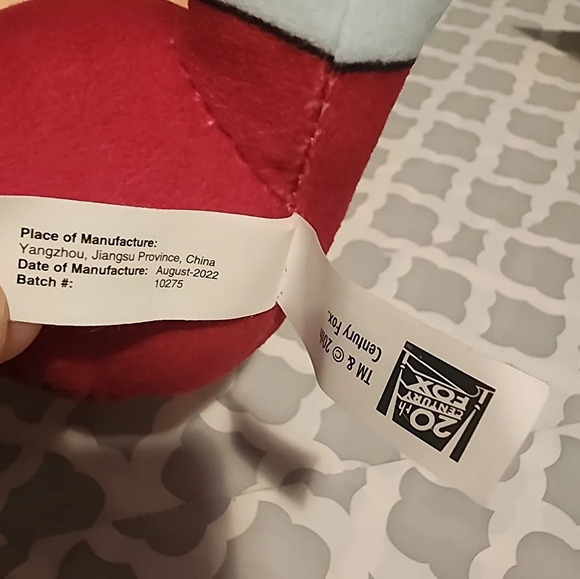 Place of Manufacture:
Yangzhou, Jiangsu Province, China
Date of Manufacture: August-2022
Batch #: 10275
TM & © 20th
Century Fox.
20th
CENTURY
FOX